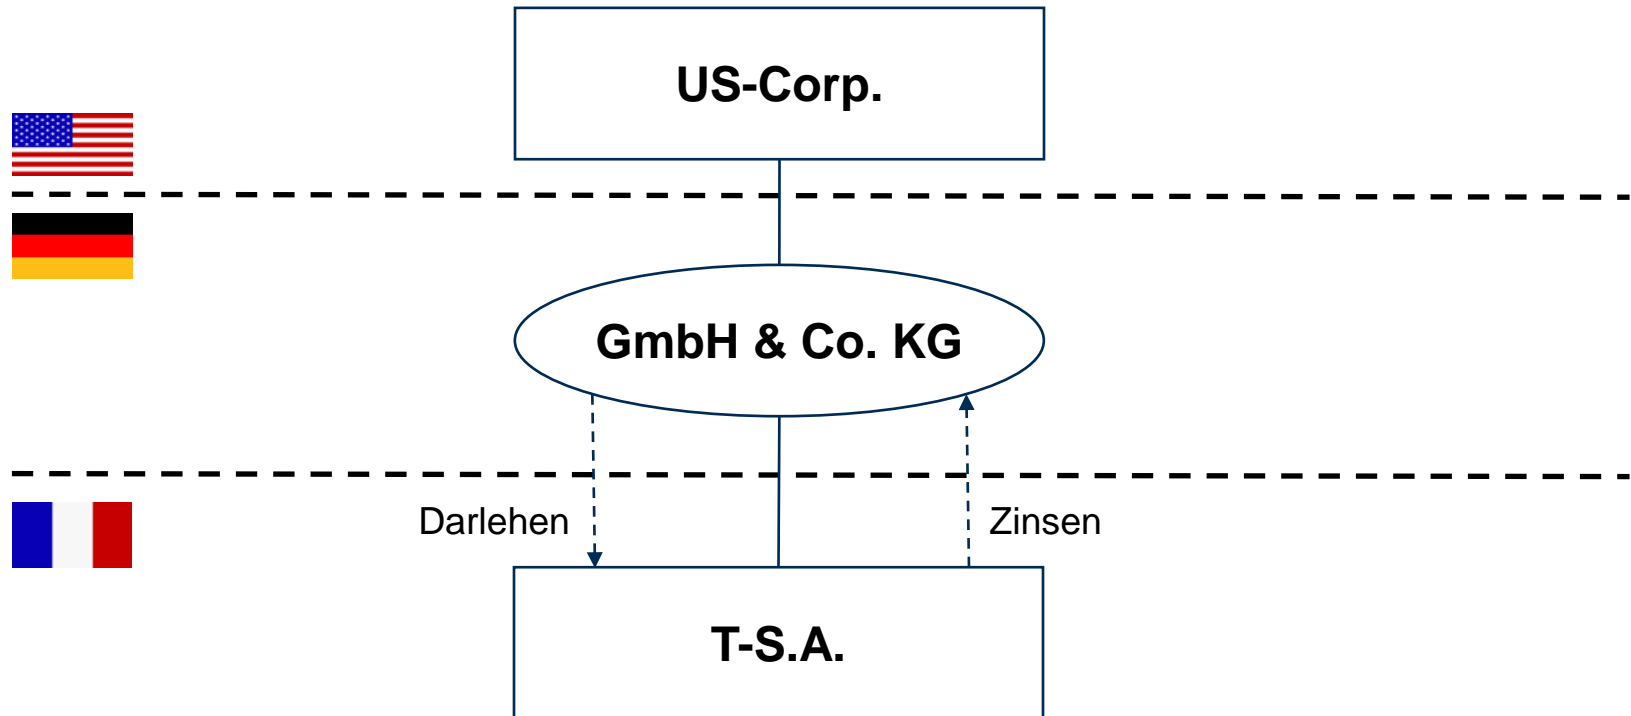 US-Corp.
GmbH & Co. KG
Darlehen
Zinsen
T-S.A.